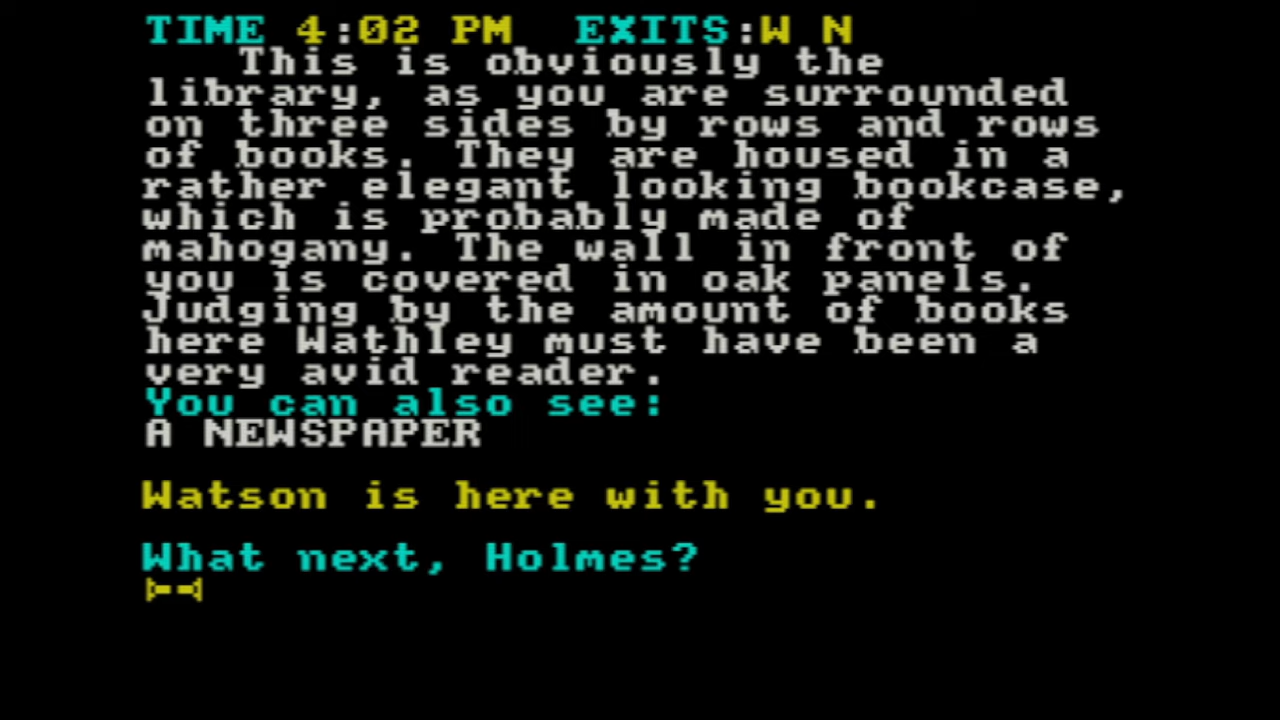 TIME 4:02 PM EXITS:W N
This is obviously the
library, as you are surrounded
on three sides by rows and rows
of books. They are housed in a
rather elegant looking bookcase,
which is probably made of
mahogany. The wall in front of
you is covered in oak panels.
Judging by the amount of books
here Wathley must have been a
very avid reader.
You can also see:
A NEWSPAPER
Watson is here with you.
What next, Holmes?